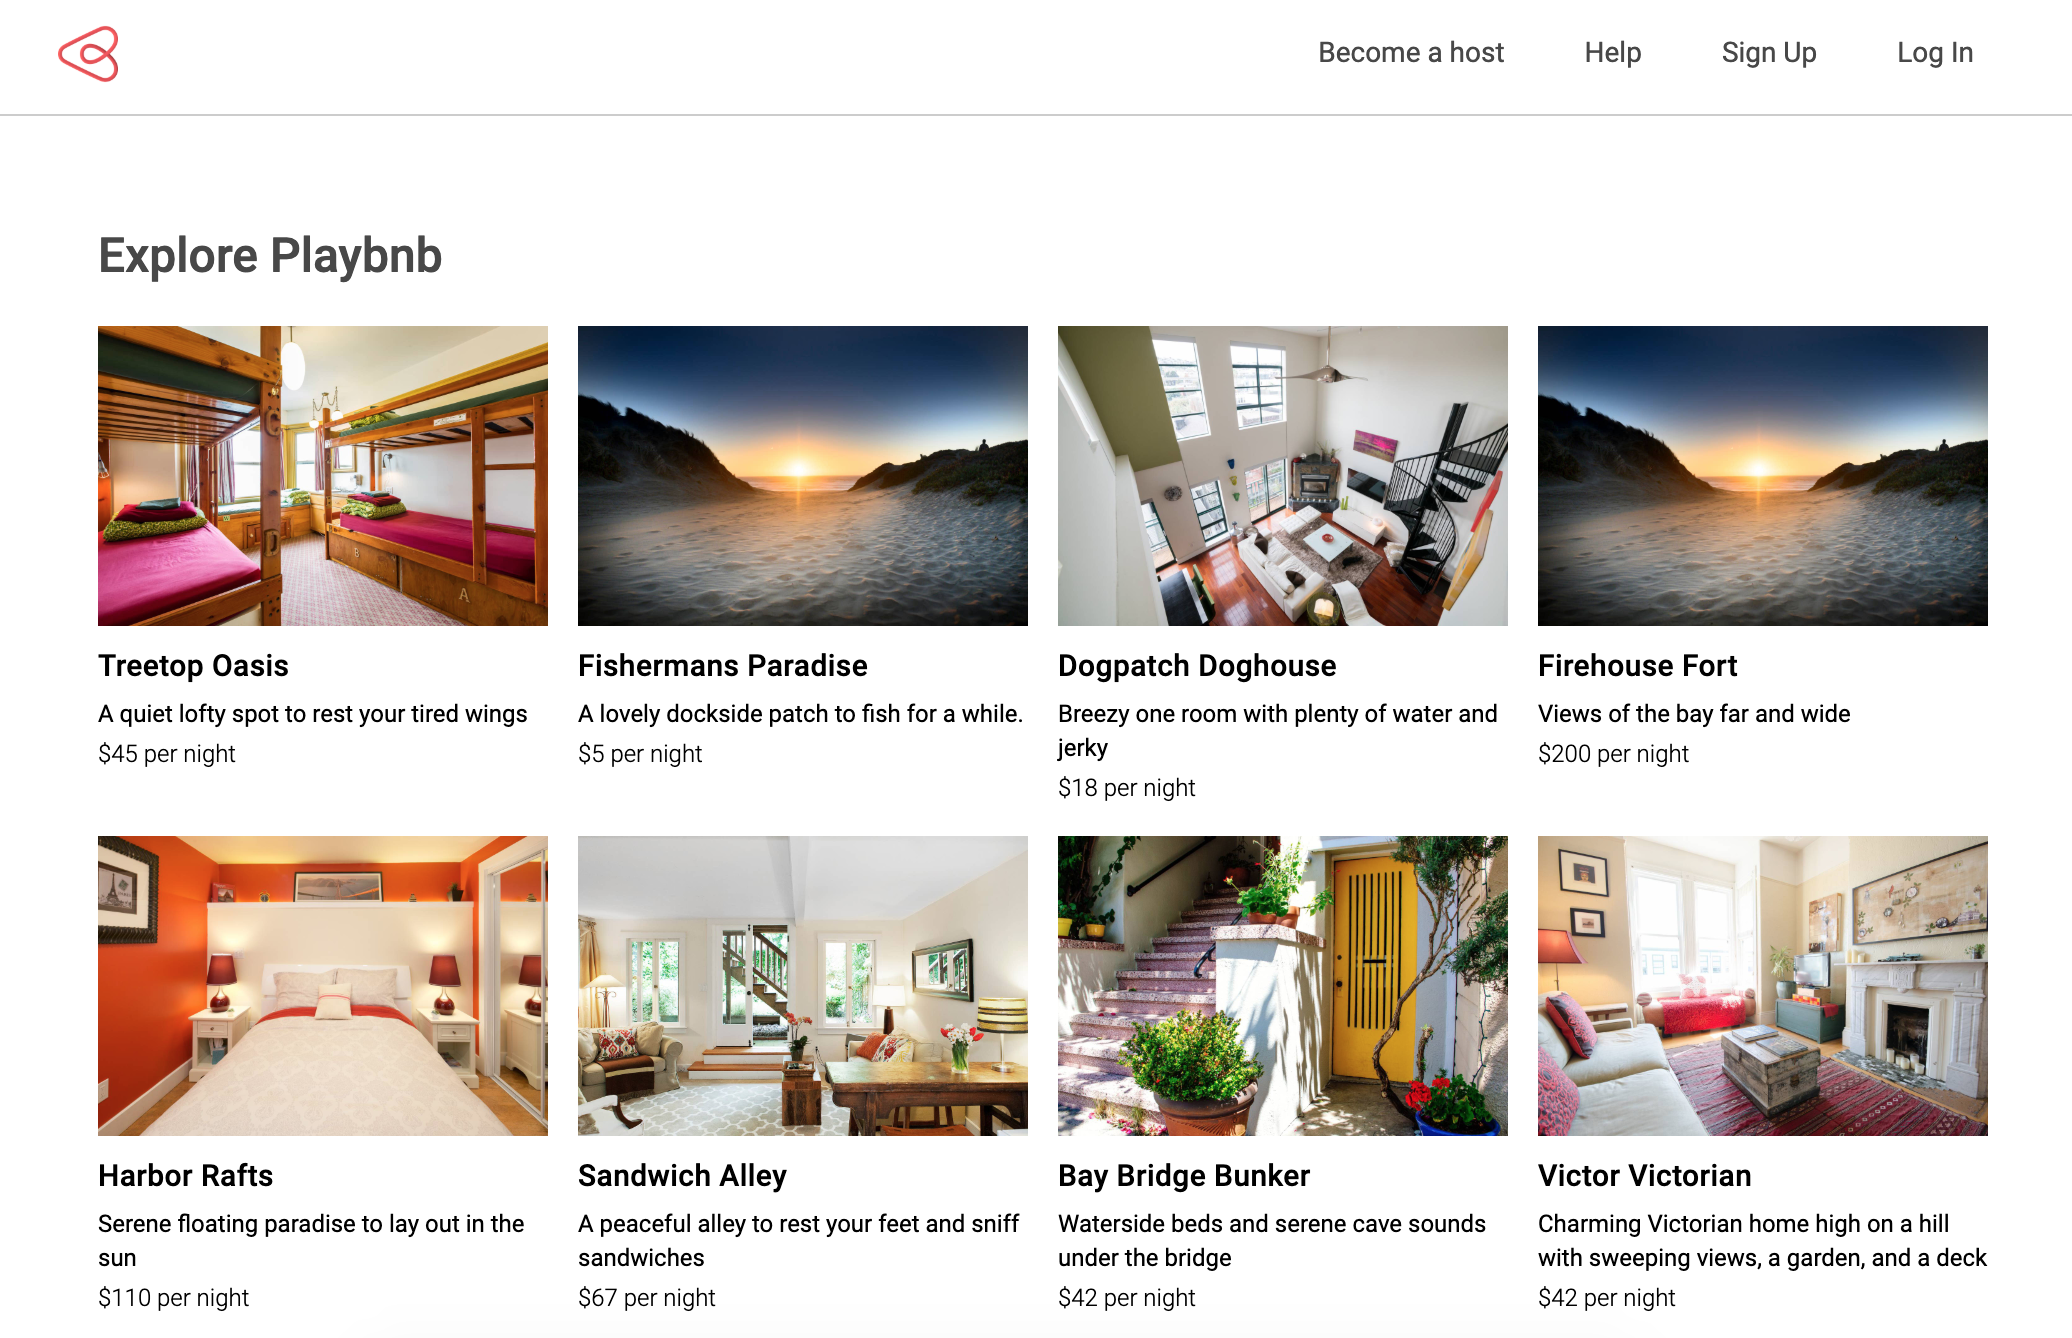 Become a host
Help
Sign Up
Log In
Explore Playbnb
Treetop Oasis
A quiet lofty spot to rest your tired wings
$45 per night
Fishermans Paradise
A lovely dockside patch to fish for a while.
$5 per night
Dogpatch Doghouse
Breezy one room with plenty of water and
jerky
$18 per night
Firehouse Fort
Views of the bay far and wide
$200 per night
Harbor Rafts
Serene floating paradise to lay out in the
sun
$110 per night
Sandwich Alley
A peaceful alley to rest your feet and sniff
sandwiches
$67 per night
Bay Bridge Bunker
Waterside beds and serene cave sounds
under the bridge
$42 per night
Victor Victorian
Charming Victorian home high on a hill
with sweeping views, a garden, and a deck
$42 per night
C
D
B
A